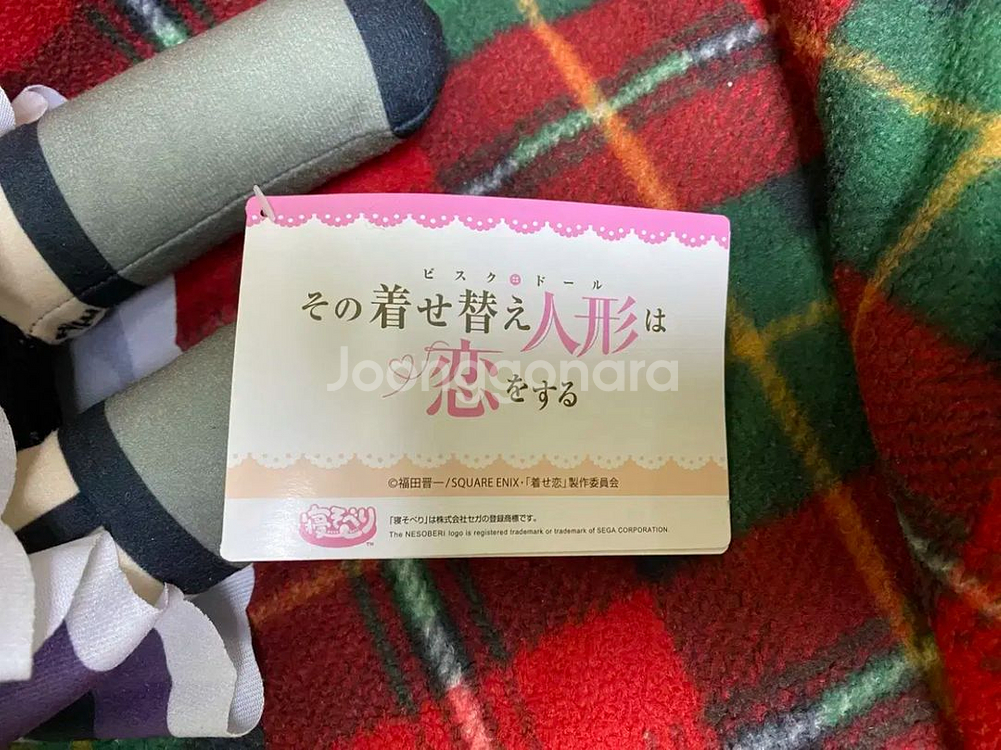 ビスク ドール
その着せ替え人形は
恋をする
Joonggonara
©福田晋一/SQUARE ENIX・「着せ恋」製作委員会
寝そべり
TM
「寝そべり」は株式会社セガの登録商標です。
The NESOBERI logo is registered trademark or trademark of SEGA CORPORATION.